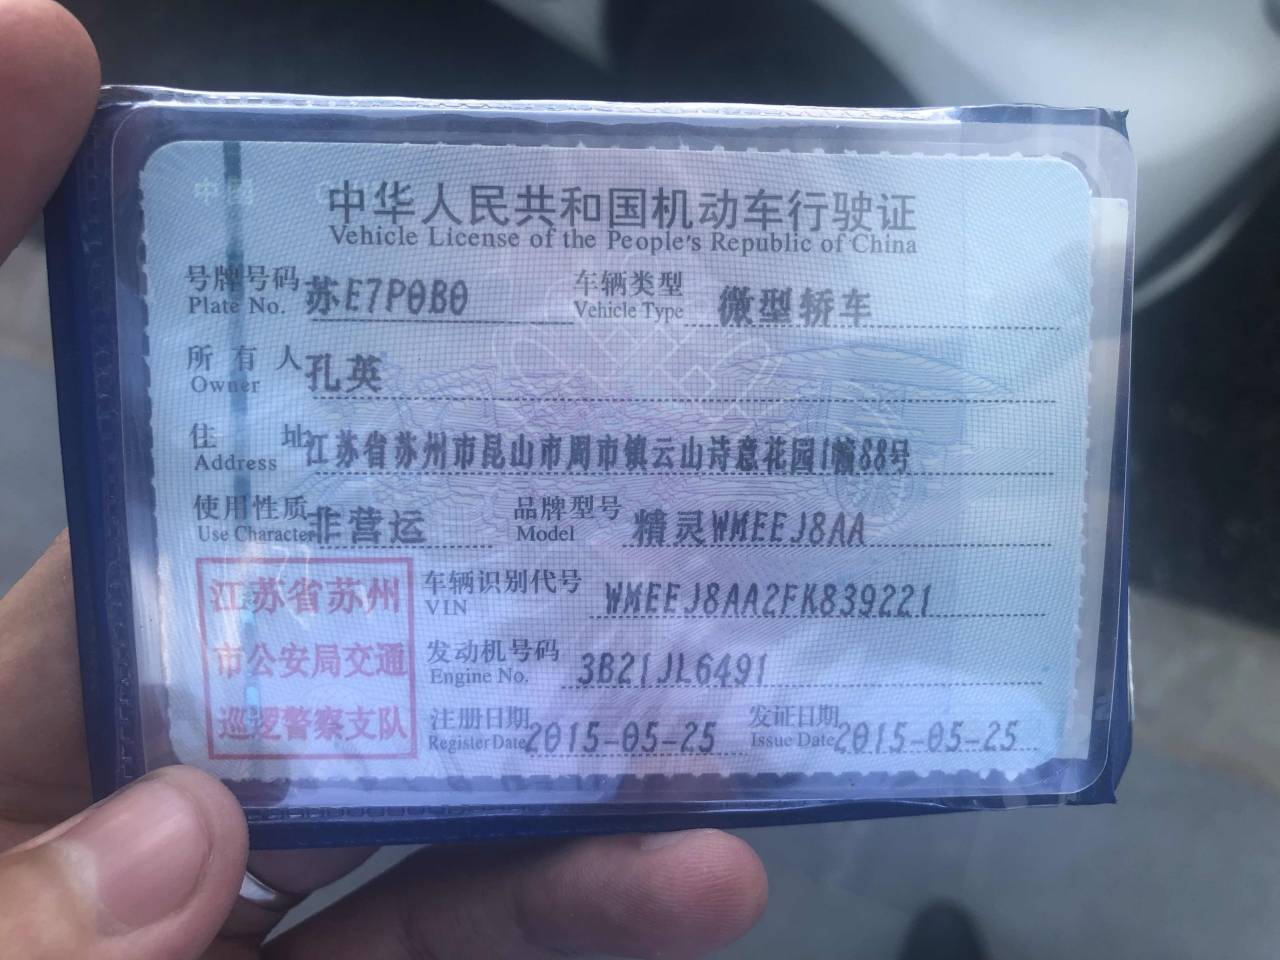 中华人民共和国机动车行驶证
Vehicle License of the People's Republic of China
号牌号码 苏E7P0B0 车辆类型 微型轿车
Plate No. Vehicle Type
所有人 孔英
Owner
住址 江苏省苏州市昆山市周市镇云山诗意花园1幢88号
Address
使用性质 非营运 品牌型号 精灵WMEEJ8AA
Use Character Model
江苏省苏州
市公安局交通
巡逻警察支队
车辆识别代号 WMEEJ8AA2FK839221
VIN
发动机号码 3B21JL6491
Engine No.
注册日期 2015-05-25 发证日期 2015-05-25
Register Date Issue Date